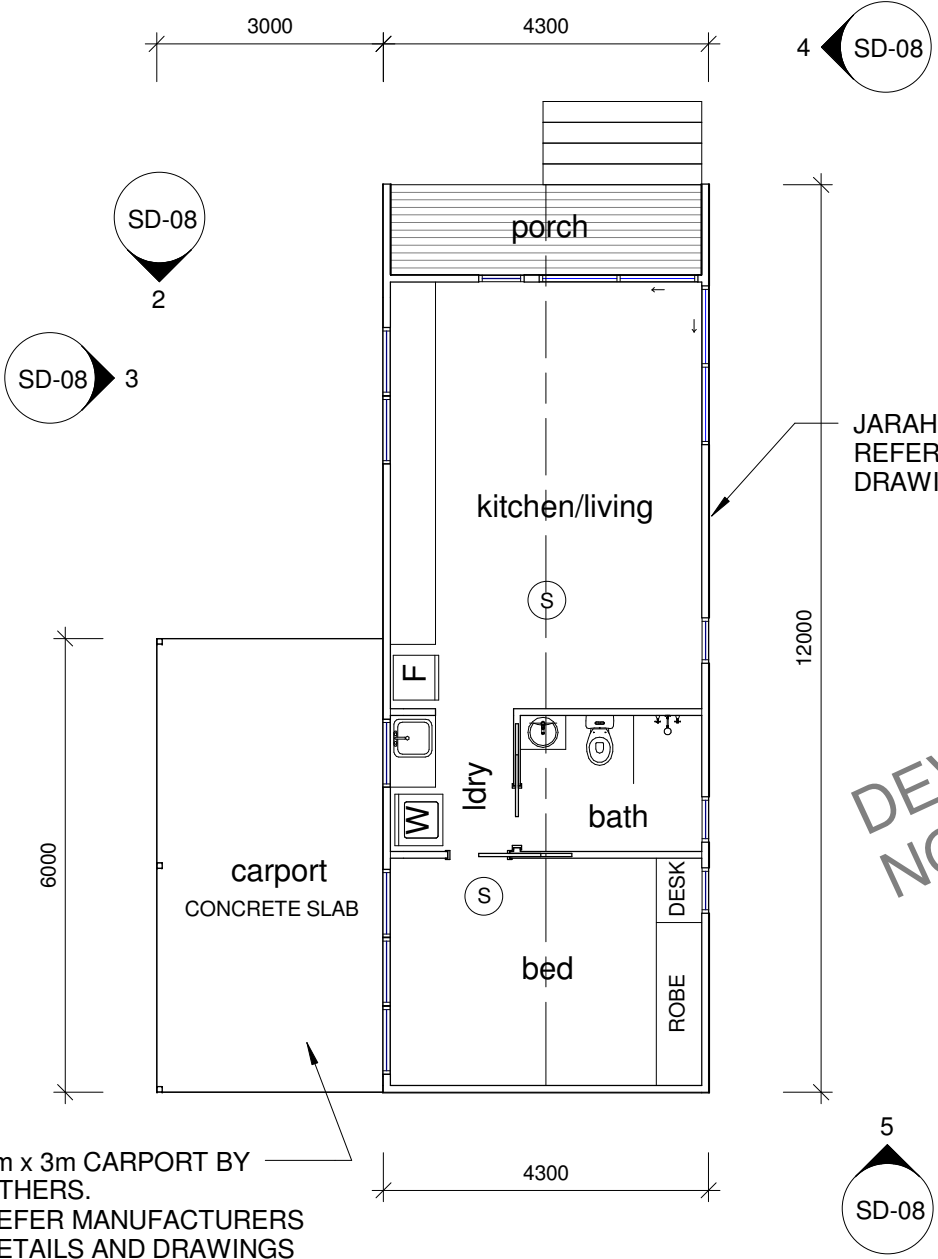 3000
4300
4
SD-08
porch
SD-08
2
SD-08
3
JARAH
REFER
DRAWI
kitchen/living
S
12000
F
ldry
W
bath
6000
carport
CONCRETE SLAB
S
DESK
bed
ROBE
m x 3m CARPORT BY
THERS.
EFER MANUFACTURERS
ETAILS AND DRAWINGS
4300
5
SD-08